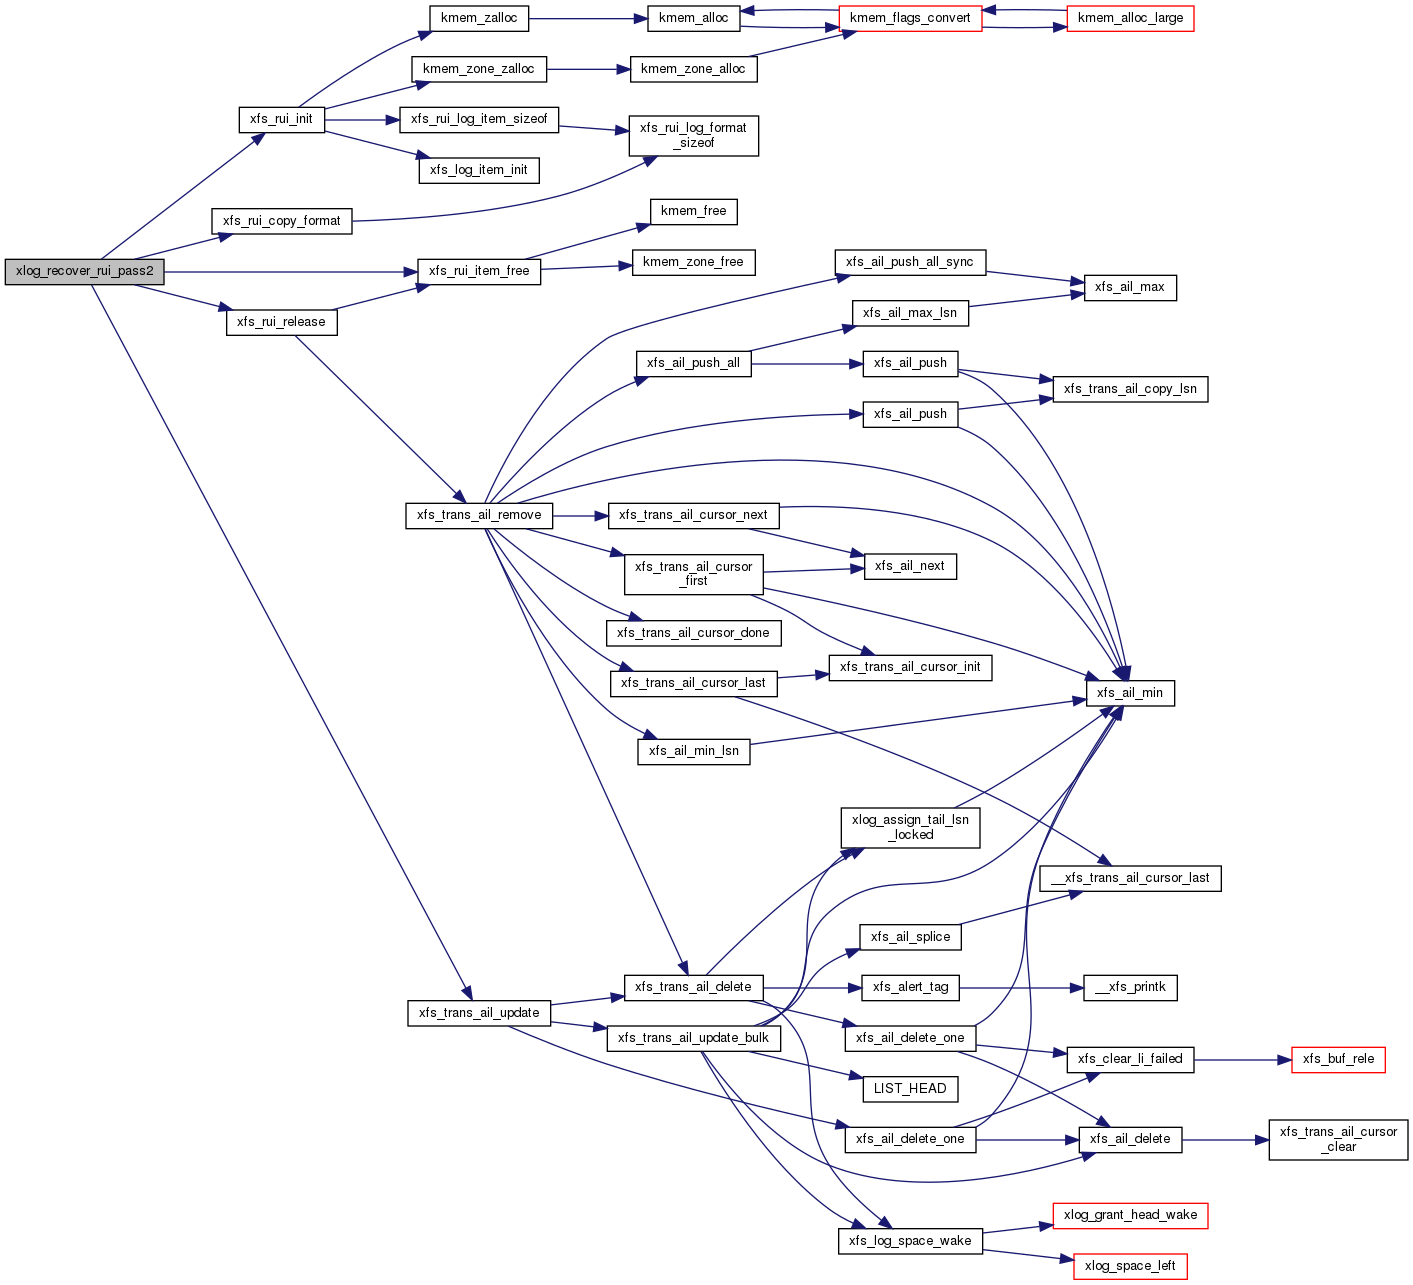 kmem_zalloc
kmem_alloc
kmem_flags_convert
kmem_alloc_large
kmem_zone_zalloc
kmem_zone_alloc
xfs_rui_init
xfs_rui_log_item_sizeof
xfs_rui_log_format
_sizeof
xfs_log_item_init
xfs_rui_copy_format
kmem_free
xlog_recover_rui_pass2
xfs_rui_item_free
kmem_zone_free
xfs_ail_push_all_sync
xfs_ail_max
xfs_rui_release
xfs_ail_max_lsn
xfs_ail_push_all
xfs_ail_push
xfs_trans_ail_copy_lsn
xfs_ail_push
xfs_trans_ail_remove
xfs_trans_ail_cursor_next
xfs_trans_ail_cursor
_first
xfs_ail_next
xfs_trans_ail_cursor_done
xfs_trans_ail_cursor_last
xfs_trans_ail_cursor_init
xfs_ail_min
xfs_ail_min_lsn
xlog_assign_tail_lsn
_locked
__xfs_trans_ail_cursor_last
xfs_ail_splice
xfs_trans_ail_delete
xfs_alert_tag
__xfs_printk
xfs_trans_ail_update
xfs_trans_ail_update_bulk
xfs_ail_delete_one
xfs_clear_li_failed
xfs_buf_rele
LIST_HEAD
xfs_ail_delete_one
xfs_ail_delete
xfs_trans_ail_cursor
_clear
xfs_log_space_wake
xlog_grant_head_wake
xlog_space_left